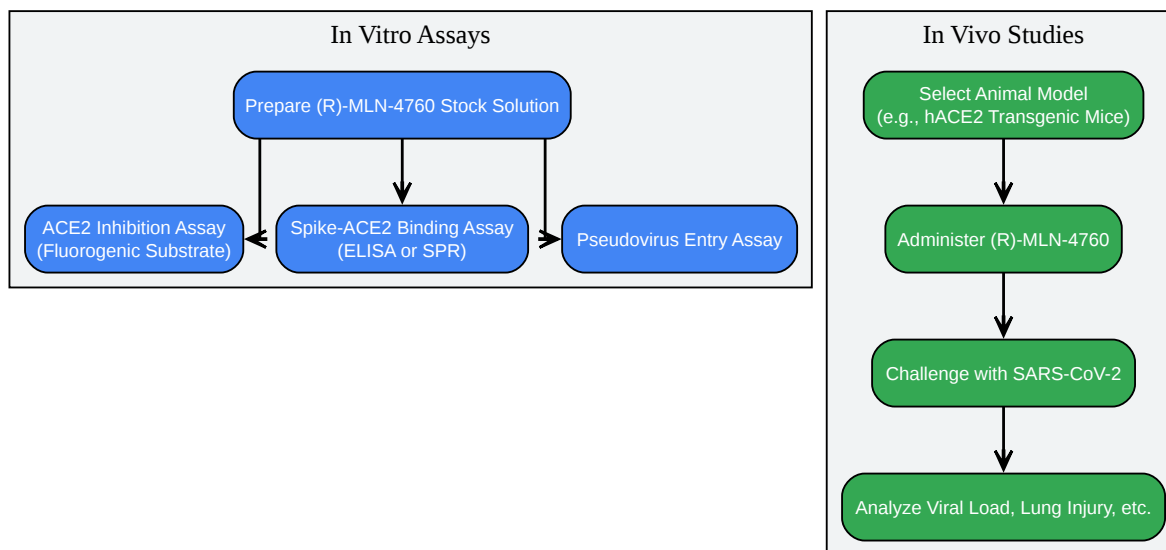 In Vitro Assays
Prepare (R)-MLN-4760 Stock Solution
ACE2 Inhibition Assay
(Fluorogenic Substrate)
Spike-ACE2 Binding Assay
(ELISA or SPR)
Pseudovirus Entry Assay
In Vivo Studies
Select Animal Model
(e.g., hACE2 Transgenic Mice)
Administer (R)-MLN-4760
Challenge with SARS-CoV-2
Analyze Viral Load, Lung Injury, etc.